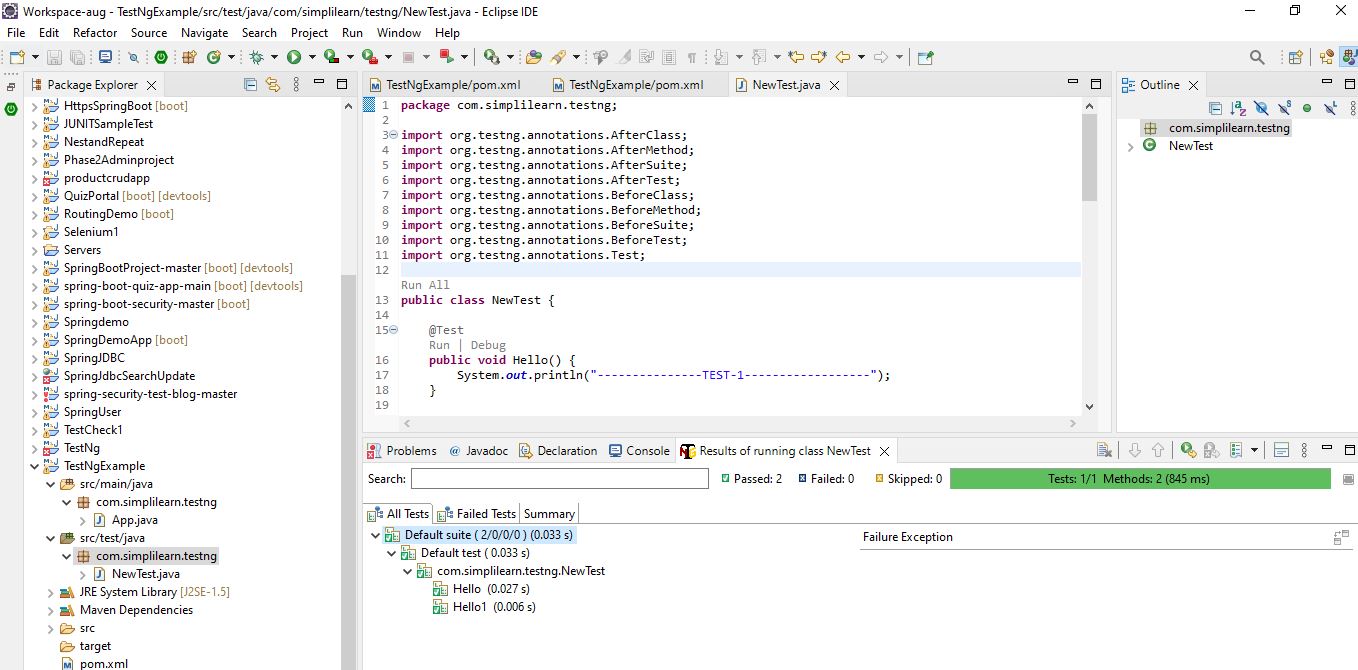 Workspace-aug - TestNgExample/src/test/java/com/simplilearn/testng/NewTest.java - Eclipse IDE
File Edit Refactor Source Navigate Search Project Run Window Help
Package Explorer
HttpsSpringBoot [boot]
JUNITSampleTest
NestandRepeat
Phase2Adminproject
productcrudapp
QuizPortal [boot] [devtools]
RoutingDemo [boot]
Selenium1
Servers
SpringBootProject-master [boot] [devtools]
spring-boot-quiz-app-main [boot] [devtools]
spring-boot-security-master [boot]
Springdemo
SpringDemoApp [boot]
SpringJDBC
SpringJdbcSearchUpdate
spring-security-test-blog-master
SpringUser
TestCheck1
TestNg
TestNgExample
src/main/java
com.simplilearn.testng
App.java
src/test/java
com.simplilearn.testng
NewTest.java
JRE System Library [J2SE-1.5]
Maven Dependencies
src
target
pom.xml
TestNgExample/pom.xml TestNgExample/pom.xml NewTest.java
1 package com.simplilearn.testng;
2
3 import org.testng.annotations.AfterClass;
4 import org.testng.annotations.AfterMethod;
5 import org.testng.annotations.AfterSuite;
6 import org.testng.annotations.AfterTest;
7 import org.testng.annotations.BeforeClass;
8 import org.testng.annotations.BeforeMethod;
9 import org.testng.annotations.BeforeSuite;
10 import org.testng.annotations.BeforeTest;
11 import org.testng.annotations.Test;
12
Run All
13 public class NewTest {
14
15 @Test
Run | Debug
16 public void Hello() {
17 System.out.println("---------------TEST-1------------------");
18 }
19
Outline
com.simplilearn.testng
NewTest
Problems @ Javadoc Declaration Console Results of running class NewTest
Search: Passed: 2 Failed: 0 Skipped: 0 Tests: 1/1 Methods: 2 (845 ms)
All Tests Failed Tests Summary
Default suite ( 2/0/0/0 ) (0.033 s)
Default test ( 0.033 s)
com.simplilearn.testng.NewTest
Hello (0.027 s)
Hello1 (0.006 s)
Failure Exception